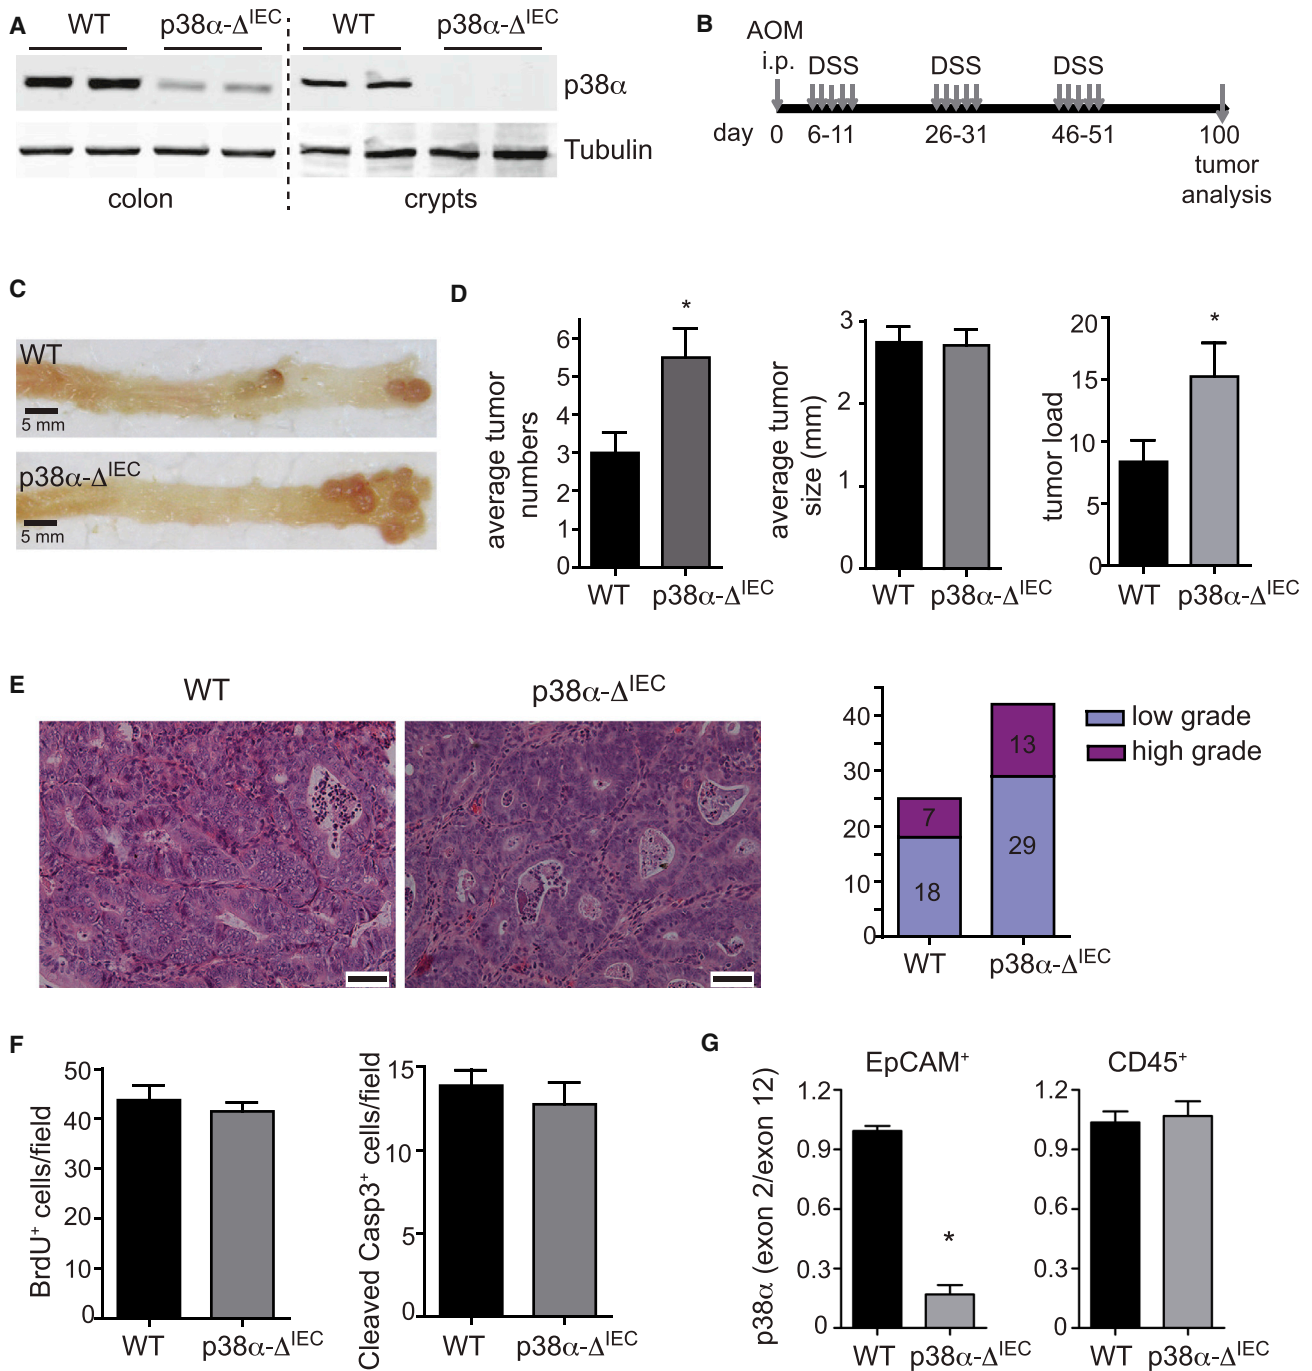 A
WT p38α-Δ^IEC WT p38α-Δ^IEC
p38α
Tubulin
colon crypts
B
AOM
i.p. DSS DSS DSS
day 0 6-11 26-31 46-51 100
tumor
analysis
C
WT
5 mm
p38α-Δ^IEC
5 mm
D
average tumor
numbers
6
5
4
3
2
1
0
WT p38α-Δ^IEC
*
average tumor
size (mm)
3
2
1
0
WT p38α-Δ^IEC
tumor load
20
15
10
5
0
WT p38α-Δ^IEC
*
E
WT p38α-Δ^IEC
40
30
20
10
0
7
18
13
29
WT p38α-Δ^IEC
low grade
high grade
F
BrdU⁺ cells/field
50
40
30
20
10
0
WT p38α-Δ^IEC
Cleaved Casp3⁺ cells/field
15
10
5
0
WT p38α-Δ^IEC
G
EpCAM⁺ CD45⁺
p38α (exon 2/exon 12)
1.2
0.9
0.6
0.3
0
*
WT p38α-Δ^IEC
1.2
0.9
0.6
0.3
0
WT p38α-Δ^IEC